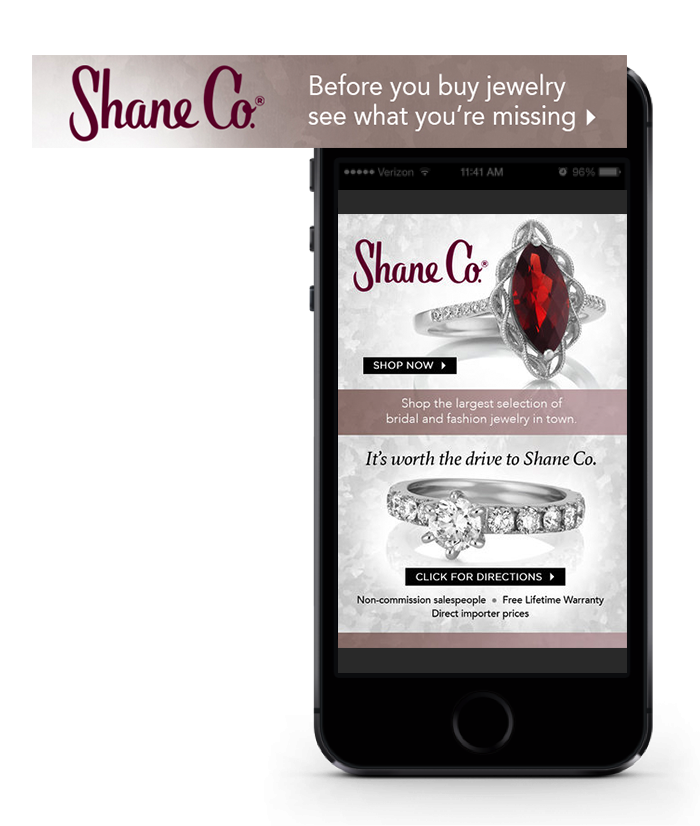 Shane Co.®
Before you buy jewelry
see what you're missing
Verizon 11:41 AM 96%
Shane Co.®
SHOP NOW
Shop the largest selection of
bridal and fashion jewelry in town.
It's worth the drive to Shane Co.
CLICK FOR DIRECTIONS
Non-commission salespeople • Free Lifetime Warranty
Direct importer prices